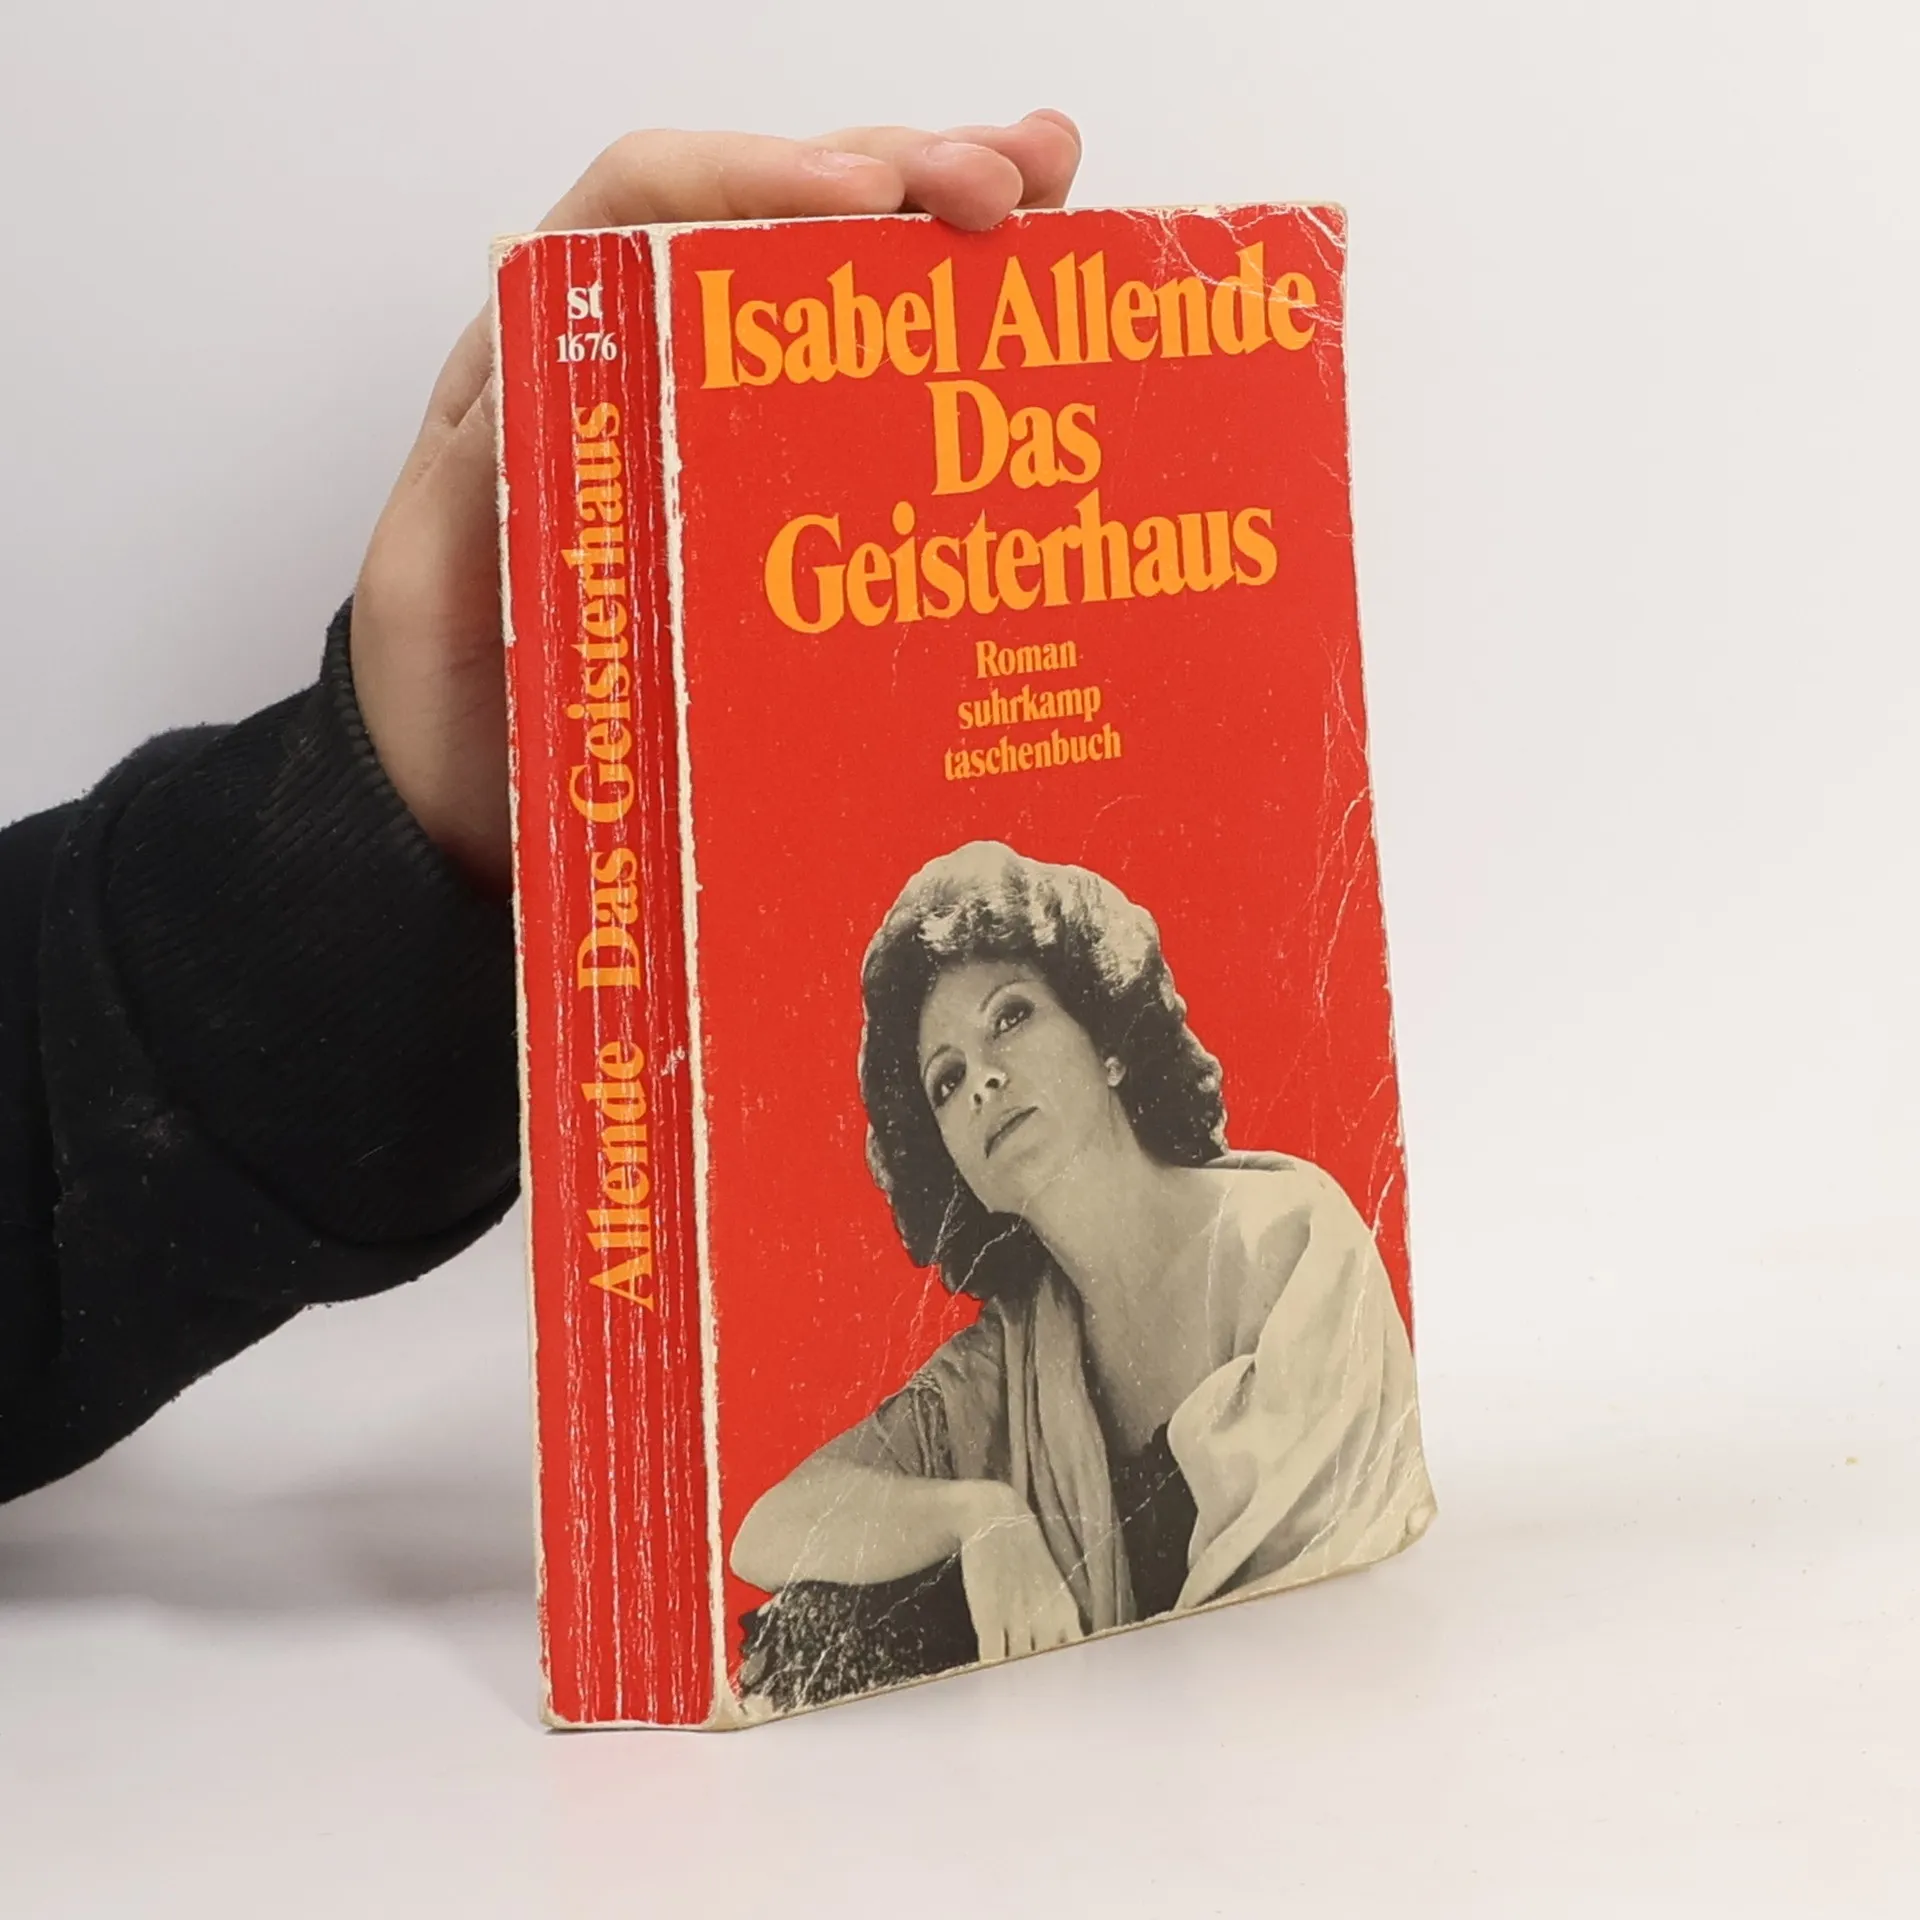 st
1676
Allende Das Geisterhaus
Isabel Allende
Das
Geisterhaus
Roman
suhrkamp
taschenbuch